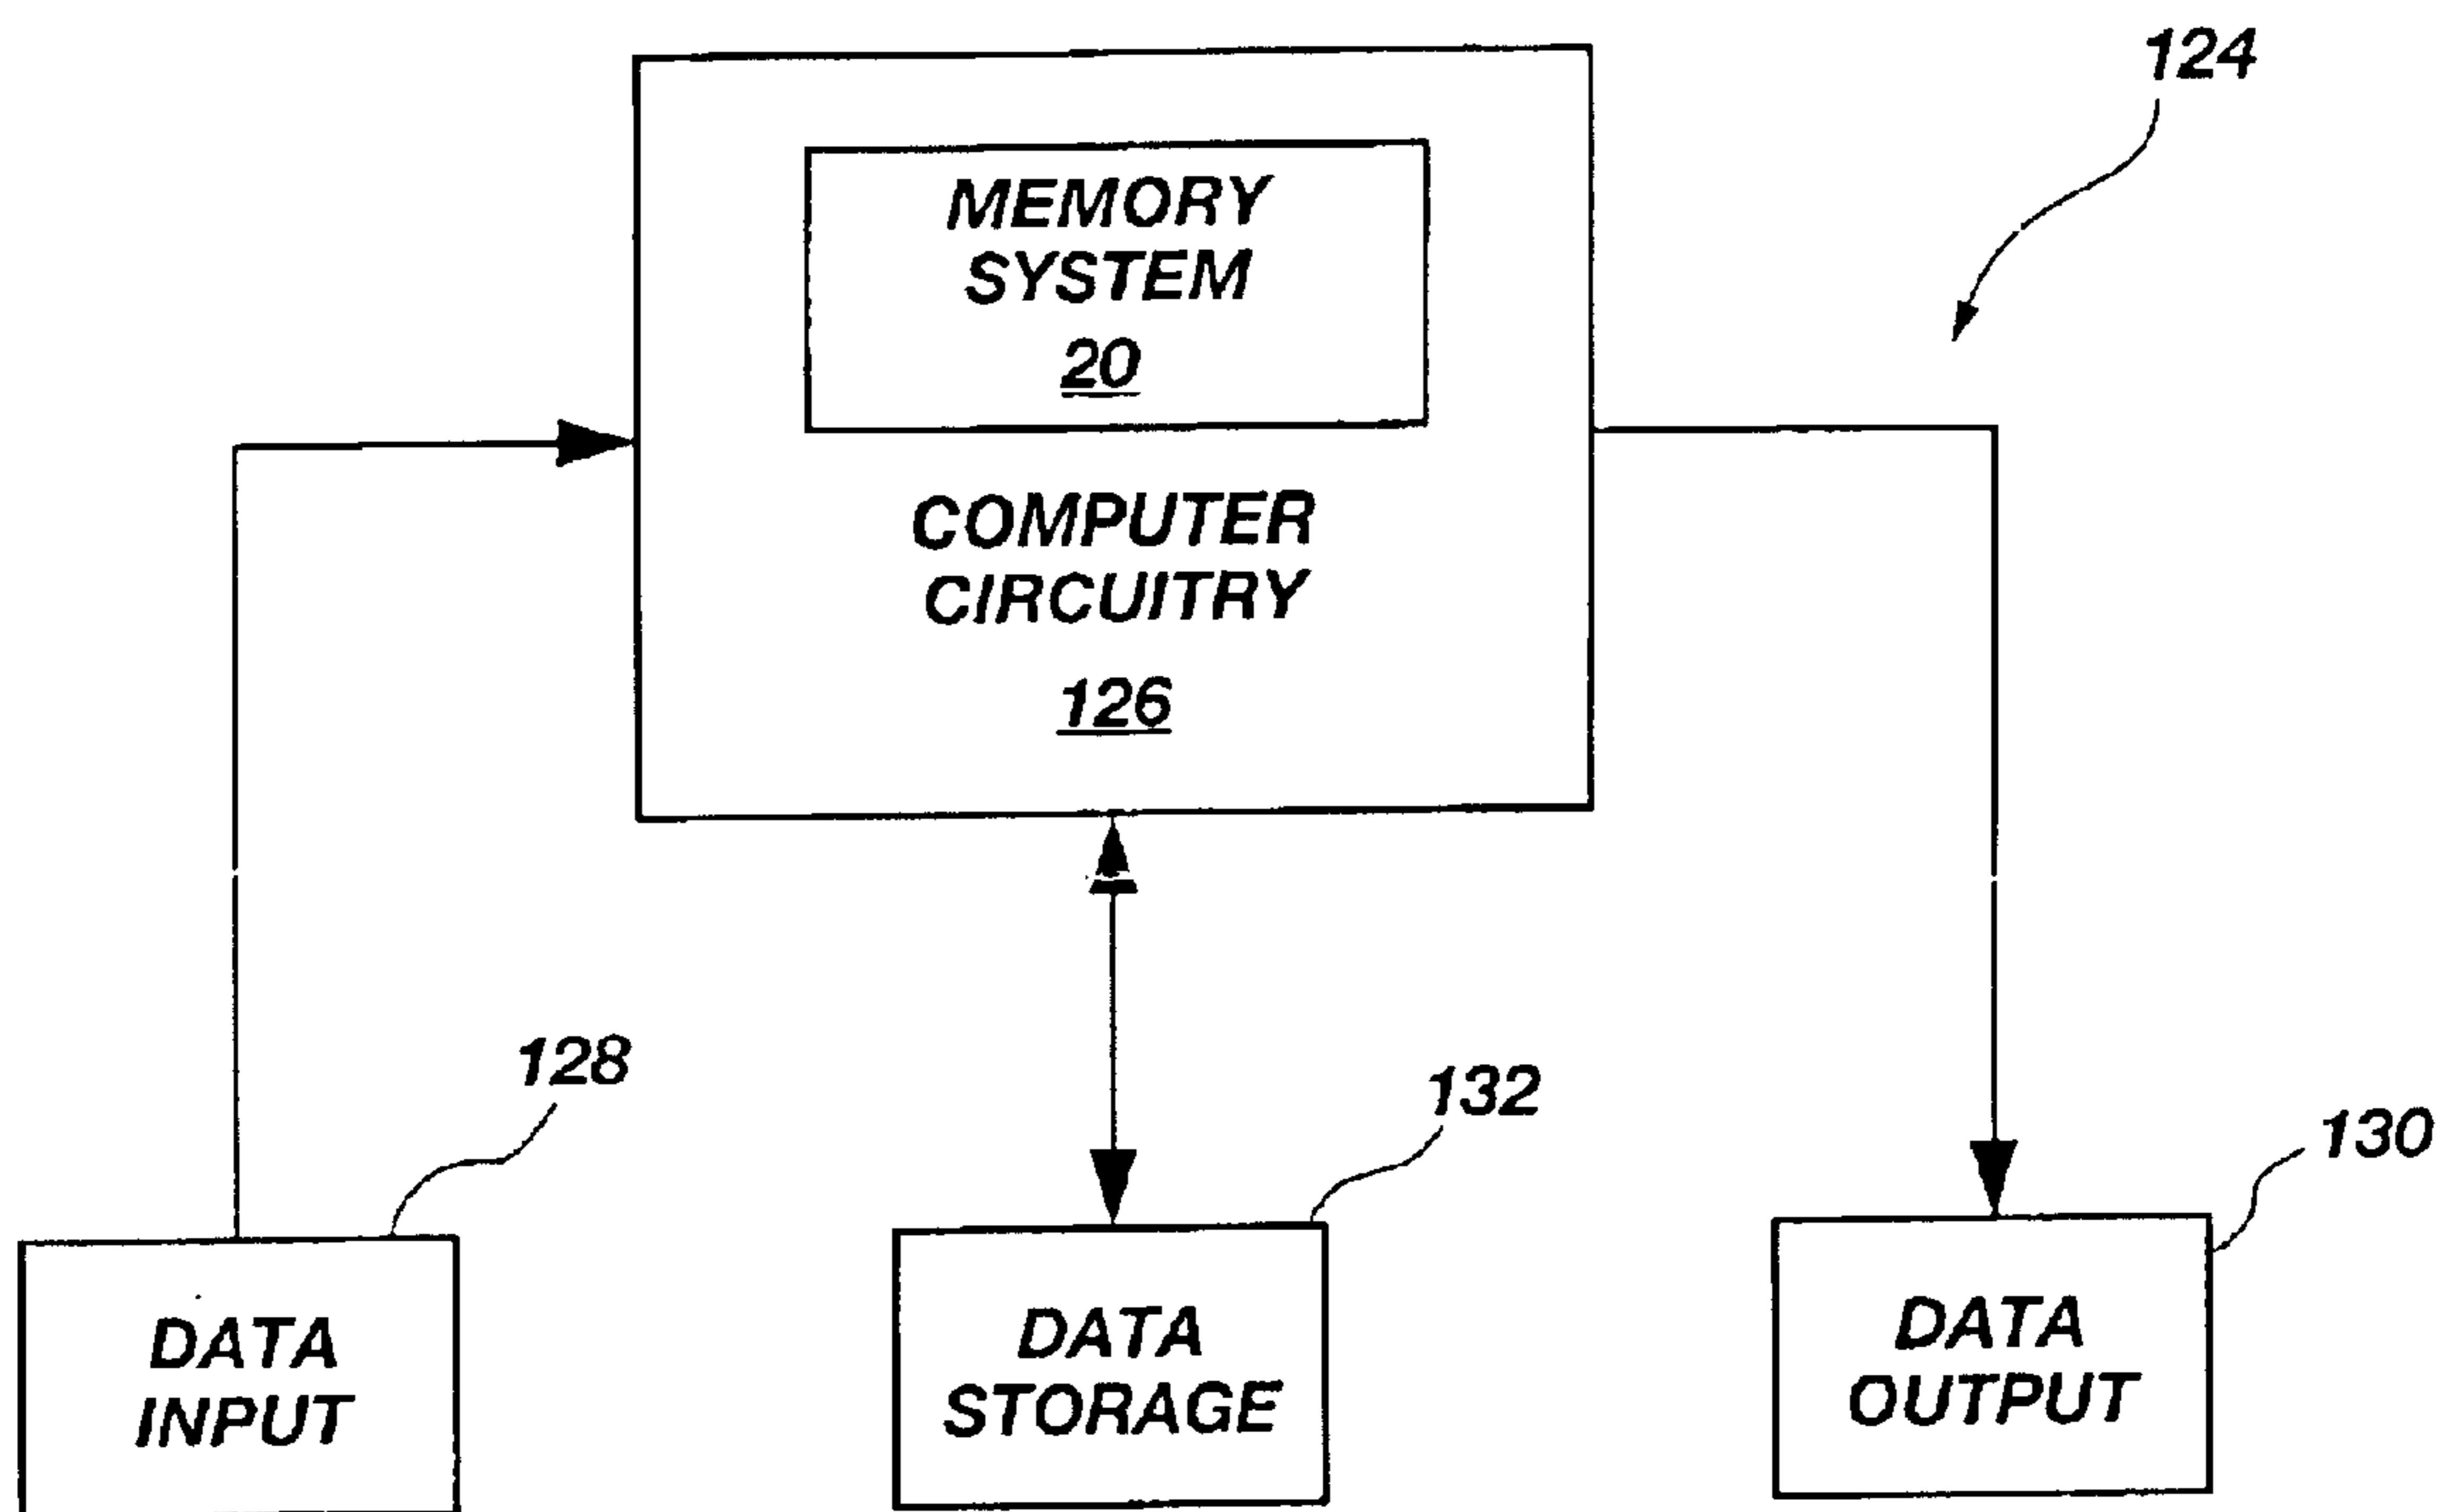 124
MEMORY
SYSTEM
20
COMPUTER
CIRCUITRY
126
128
132
130
DATA
INPUT
DATA
STORAGE
DATA
OUTPUT